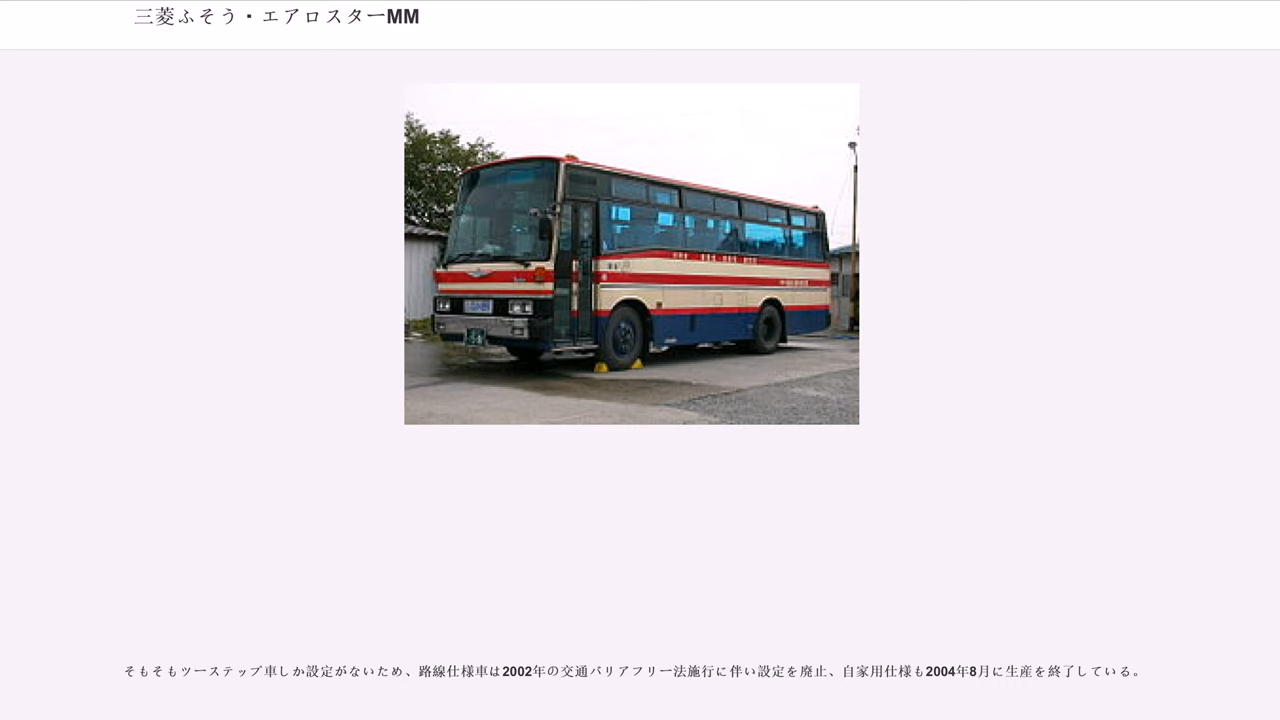 三菱ふそう・エアロスターMM
そもそもツーステップ車しか設定がないため、路線仕様車は2002年の交通バリアフリー法施行に伴い設定を廃止、自家用仕様も2004年8月に生産を終了している。